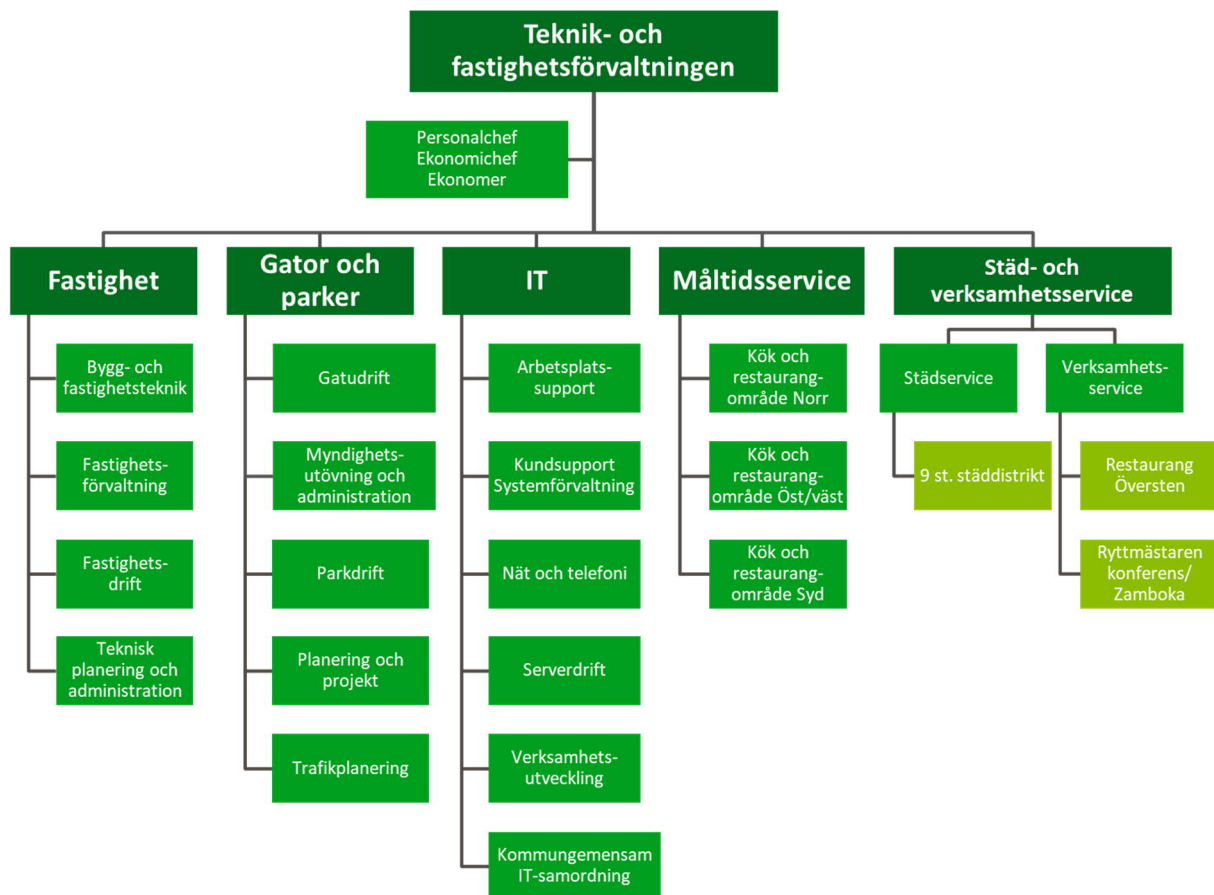 Teknik- och
fastighetsförvaltningen
Personalchef
Ekonomichef
Ekonomer
Fastighet
Bygg- och
fastighetsteknik
Fastighets-
förvaltning
Fastighets-
drift
Teknisk
planering och
administration
Gator och
parker
Gatudrift
Myndighets-
utövning och
administration
Parkdrift
Planering och
projekt
Trafikplanering
IT
Arbetsplats-
support
Kundsupport
Systemförvaltning
Nät och telefoni
Serverdrift
Verksamhets-
utveckling
Kommungemensam
IT-samordning
Måltidsservice
Kök och
restaurang-
område Norr
Kök och
restaurang-
område Öst/väst
Kök och
restaurang-
område Syd
Städ- och
verksamhetsservice
Städservice
9 st. städdistrikt
Verksamhets-
service
Restaurang
Översten
Ryttmästaren
konferens/
Zamboka